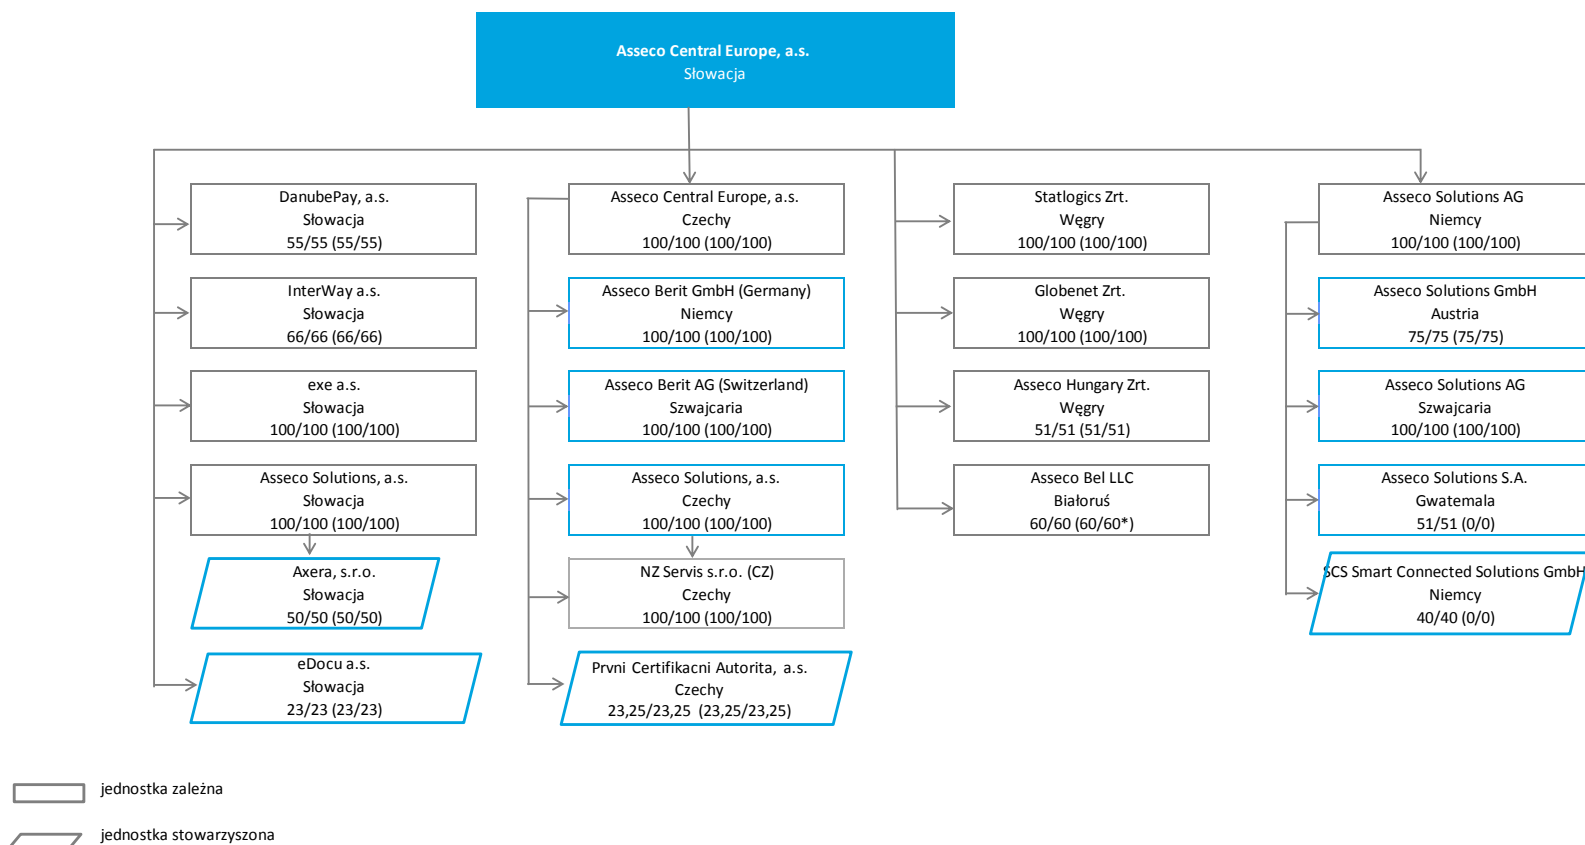 Asseco Central Europe, a.s.
Słowacja
DanubePay, a.s.
Słowacja
55/55 (55/55)
InterWay a.s.
Słowacja
66/66 (66/66)
exe a.s.
Słowacja
100/100 (100/100)
Asseco Solutions, a.s.
Słowacja
100/100 (100/100)
Axera, s.r.o.
Słowacja
50/50 (50/50)
eDocu a.s.
Słowacja
23/23 (23/23)
Asseco Central Europe, a.s.
Czechy
100/100 (100/100)
Asseco Berit GmbH (Germany)
Niemcy
100/100 (100/100)
Asseco Berit AG (Switzerland)
Szwajcaria
100/100 (100/100)
Asseco Solutions, a.s.
Czechy
100/100 (100/100)
NZ Servis s.r.o. (CZ)
Czechy
100/100 (100/100)
Prvni Certifikacni Autorita, a.s.
Czechy
23,25/23,25 (23,25/23,25)
Statlogics Zrt.
Węgry
100/100 (100/100)
Globenet Zrt.
Węgry
100/100 (100/100)
Asseco Hungary Zrt.
Węgry
51/51 (51/51)
Asseco Bel LLC
Białoruś
60/60 (60/60*)
Asseco Solutions AG
Niemcy
100/100 (100/100)
Asseco Solutions GmbH
Austria
75/75 (75/75)
Asseco Solutions AG
Szwajcaria
100/100 (100/100)
Asseco Solutions S.A.
Gwatemala
51/51 (0/0)
SCS Smart Connected Solutions GmbH
Niemcy
40/40 (0/0)
jednostka zależna
jednostka stowarzyszona